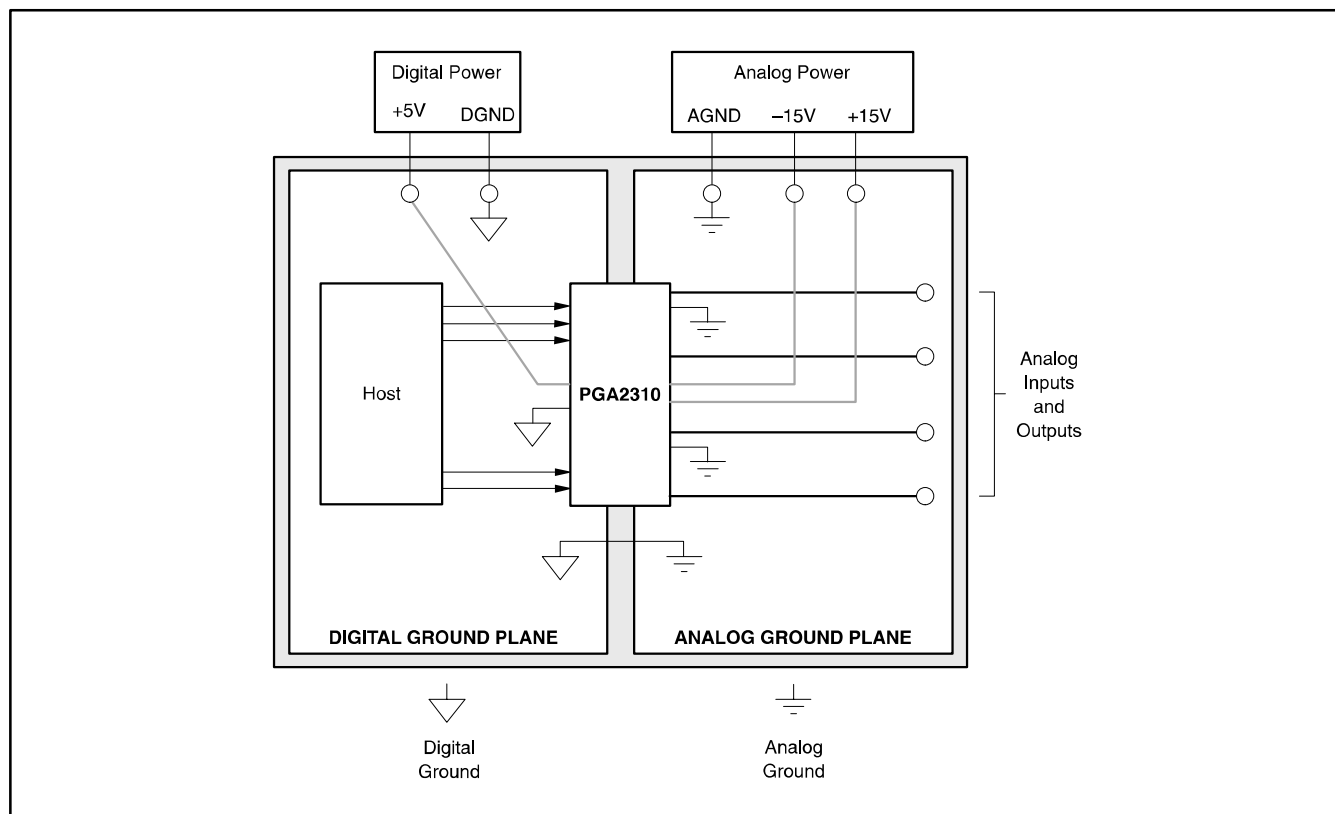 Digital Power
+5V DGND
Analog Power
AGND –15V +15V
Host
PGA2310
Analog
Inputs
and
Outputs
DIGITAL GROUND PLANE
ANALOG GROUND PLANE
Digital
Ground
Analog
Ground